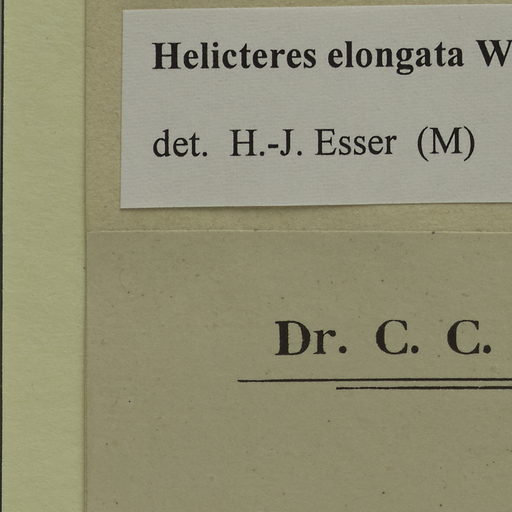 Helicteres elongata W
det. H.-J. Esser (M)
Dr. C. C.